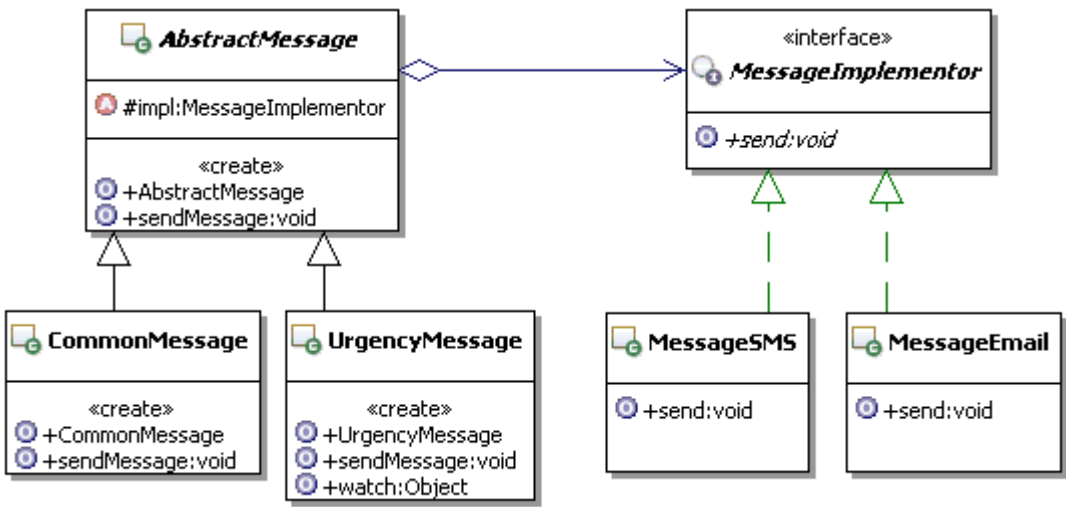 AbstractMessage
#impl:MessageImplementor
«create»
+AbstractMessage
+sendMessage:void
«interface»
MessageImplementor
+send:void
CommonMessage
«create»
+CommonMessage
+sendMessage:void
UrgencyMessage
«create»
+UrgencyMessage
+sendMessage:void
+watch:Object
MessageSMS
+send:void
MessageEmail
+send:void